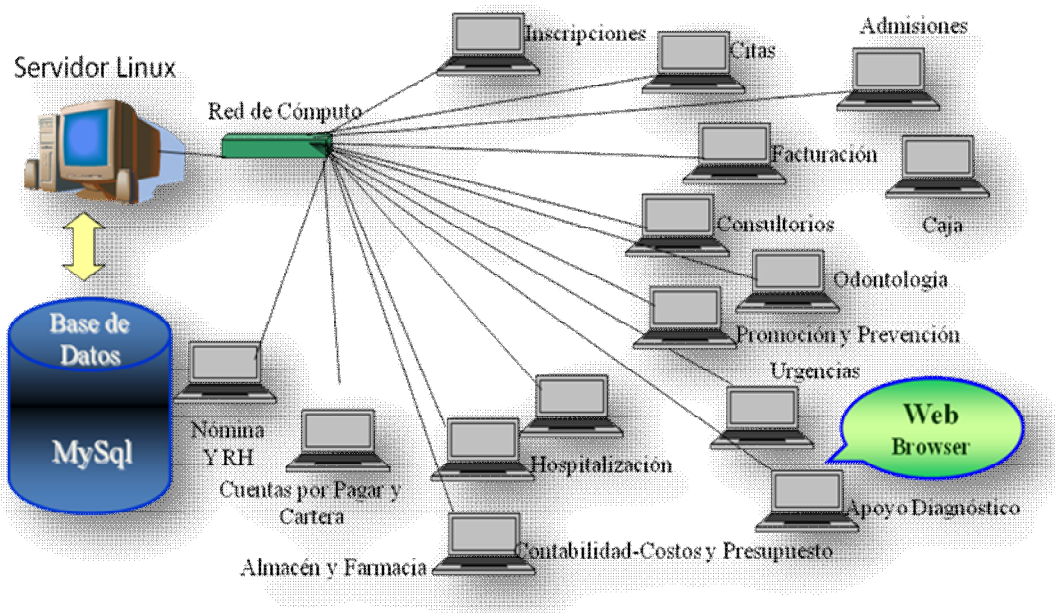 Inscripciones
Citas
Admisiones
Servidor Linux
Red de Cómputo
Facturación
Caja
Consultorios
Odontología
Promoción y Prevención
Urgencias
Base de
Datos
MySql
Web
Browser
Nómina
Y RH
Hospitalización
Cuentas por Pagar y
Cartera
Apoyo Diagnóstico
Contabilidad-Costos y Presupuesto
Almacén y Farmacia